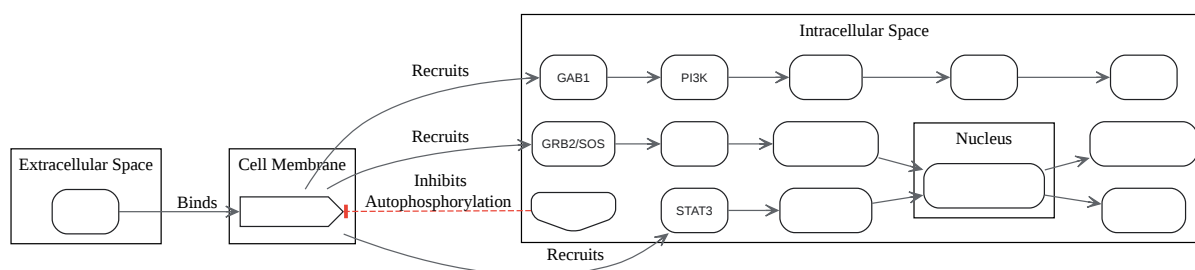 Intracellular Space
Recruits
GAB1
PI3K
Recruits
GRB2/SOS
Nucleus
Extracellular Space
Cell Membrane
Inhibits
Autophosphorylation
Binds
STAT3
Recruits